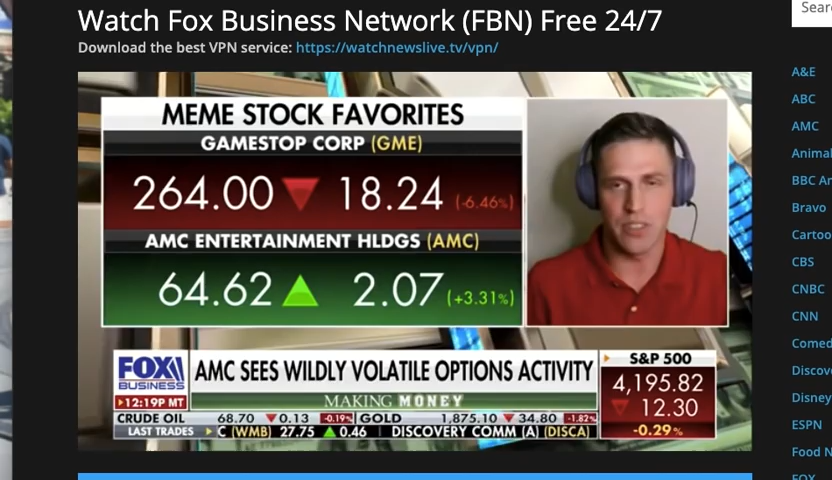 Watch Fox Business Network (FBN) Free 24/7
Download the best VPN service: https://watchnewslive.tv/vpn/
MEME STOCK FAVORITES
GAMESTOP CORP (GME)
264.00 ▼ 18.24 (-6.46%)
AMC ENTERTAINMENT HLDGS (AMC)
64.62 ▲ 2.07 (+3.31%)
FOX
BUSINESS
12:19P MT
AMC SEES WILDLY VOLATILE OPTIONS ACTIVITY
MAKING MONEY
S&P 500
4,195.82
▼ 12.30
-0.29%
CRUDE OIL 68.70 ▼ 0.13 -0.19% GOLD 1,875.10 ▼ 34.80 -1.82%
LAST TRADES C (WMB) 27.75 ▲ 0.46 DISCOVERY COMM (A) (DISCA)
A&E
ABC
AMC
BBC
Bravo
CBS
CNBC
CNN
Disney
ESPN
Food
FOX